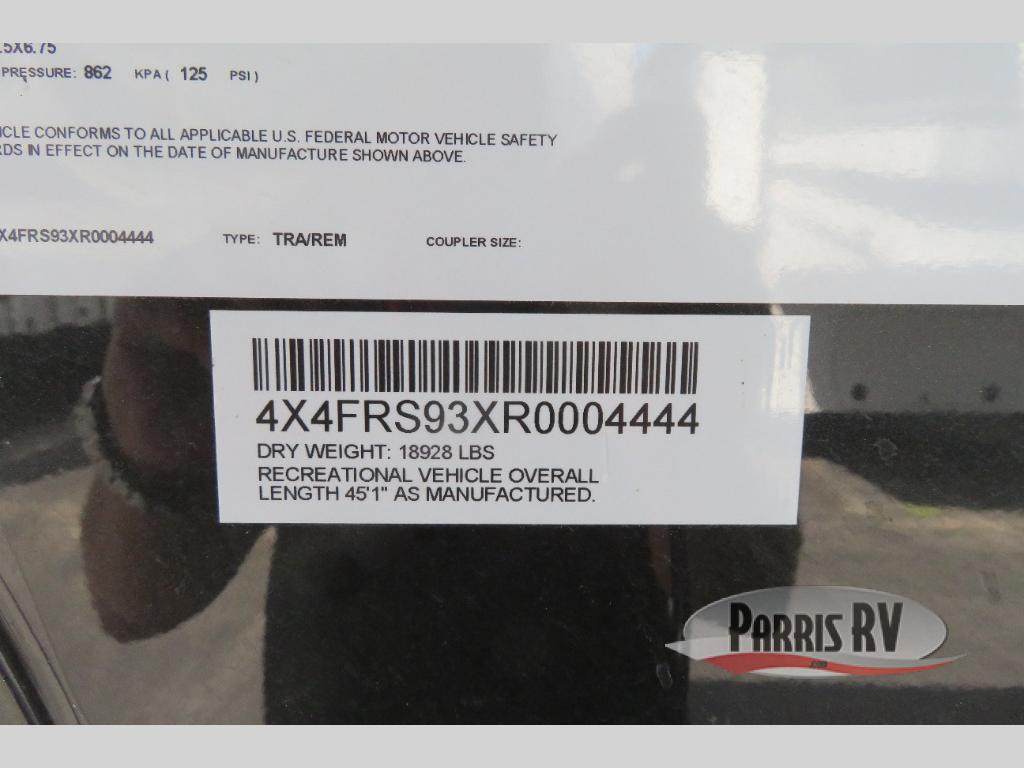 .5X6.75
PRESSURE: 862 KPA ( 125 PSI )
ICLE CONFORMS TO ALL APPLICABLE U.S. FEDERAL MOTOR VEHICLE SAFETY
RDS IN EFFECT ON THE DATE OF MANUFACTURE SHOWN ABOVE.
X4FRS93XR0004444 TYPE: TRA/REM COUPLER SIZE:
4X4FRS93XR0004444
DRY WEIGHT: 18928 LBS
RECREATIONAL VEHICLE OVERALL
LENGTH 45'1" AS MANUFACTURED.
PARRIS RV
.com